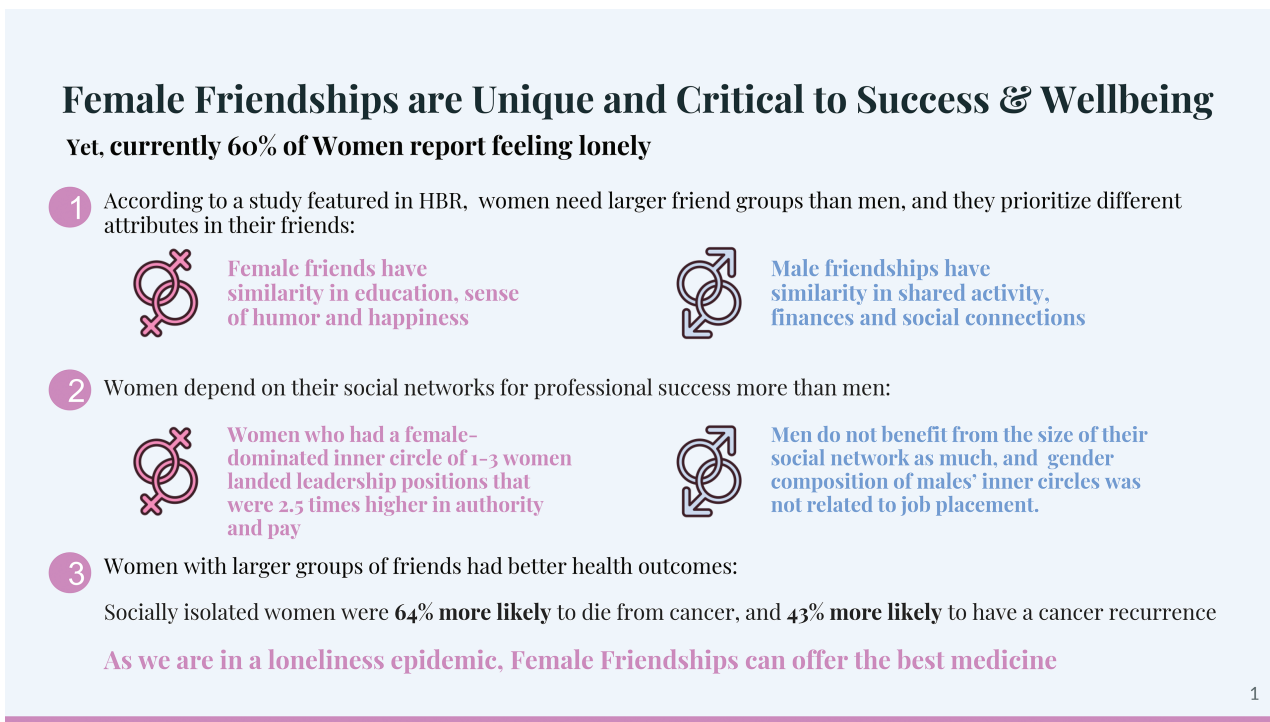 Female Friendships are Unique and Critical to Success & Wellbeing
Yet, currently 60% of Women report feeling lonely
1
According to a study featured in HBR,  women need larger friend groups than men, and they prioritize different
attributes in their friends:
Female friends have
similarity in education, sense
of humor and happiness
Male friendships have
similarity in shared activity,
finances and social connections
2
Women depend on their social networks for professional success more than men:
Women who had a female-
dominated inner circle of 1-3 women
landed leadership positions that
were 2.5 times higher in authority
and pay
Men do not benefit from the size of their
social network as much, and  gender
composition of males’ inner circles was
not related to job placement.
3
Women with larger groups of friends had better health outcomes:
Socially isolated women were 64% more likely to die from cancer, and 43% more likely to have a cancer recurrence
As we are in a loneliness epidemic, Female Friendships can offer the best medicine
1